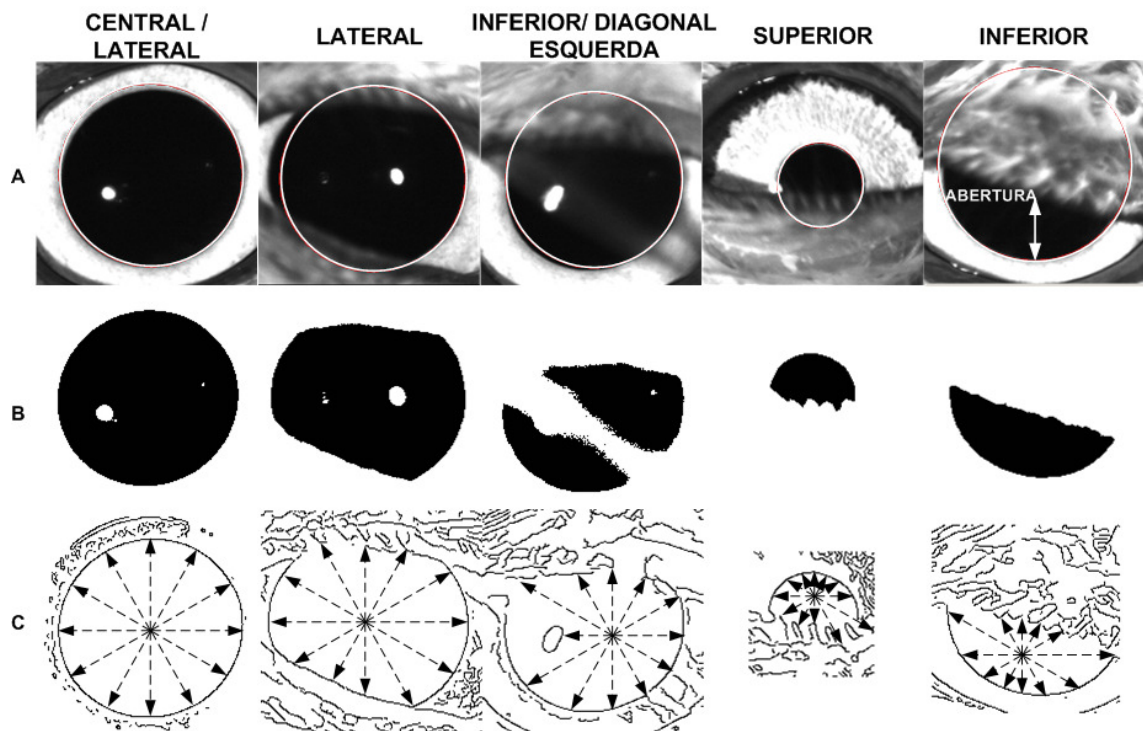 CENTRAL /
LATERAL
LATERAL
INFERIOR/ DIAGONAL
ESQUERDA
SUPERIOR
INFERIOR
A
ABERTURA
B
C